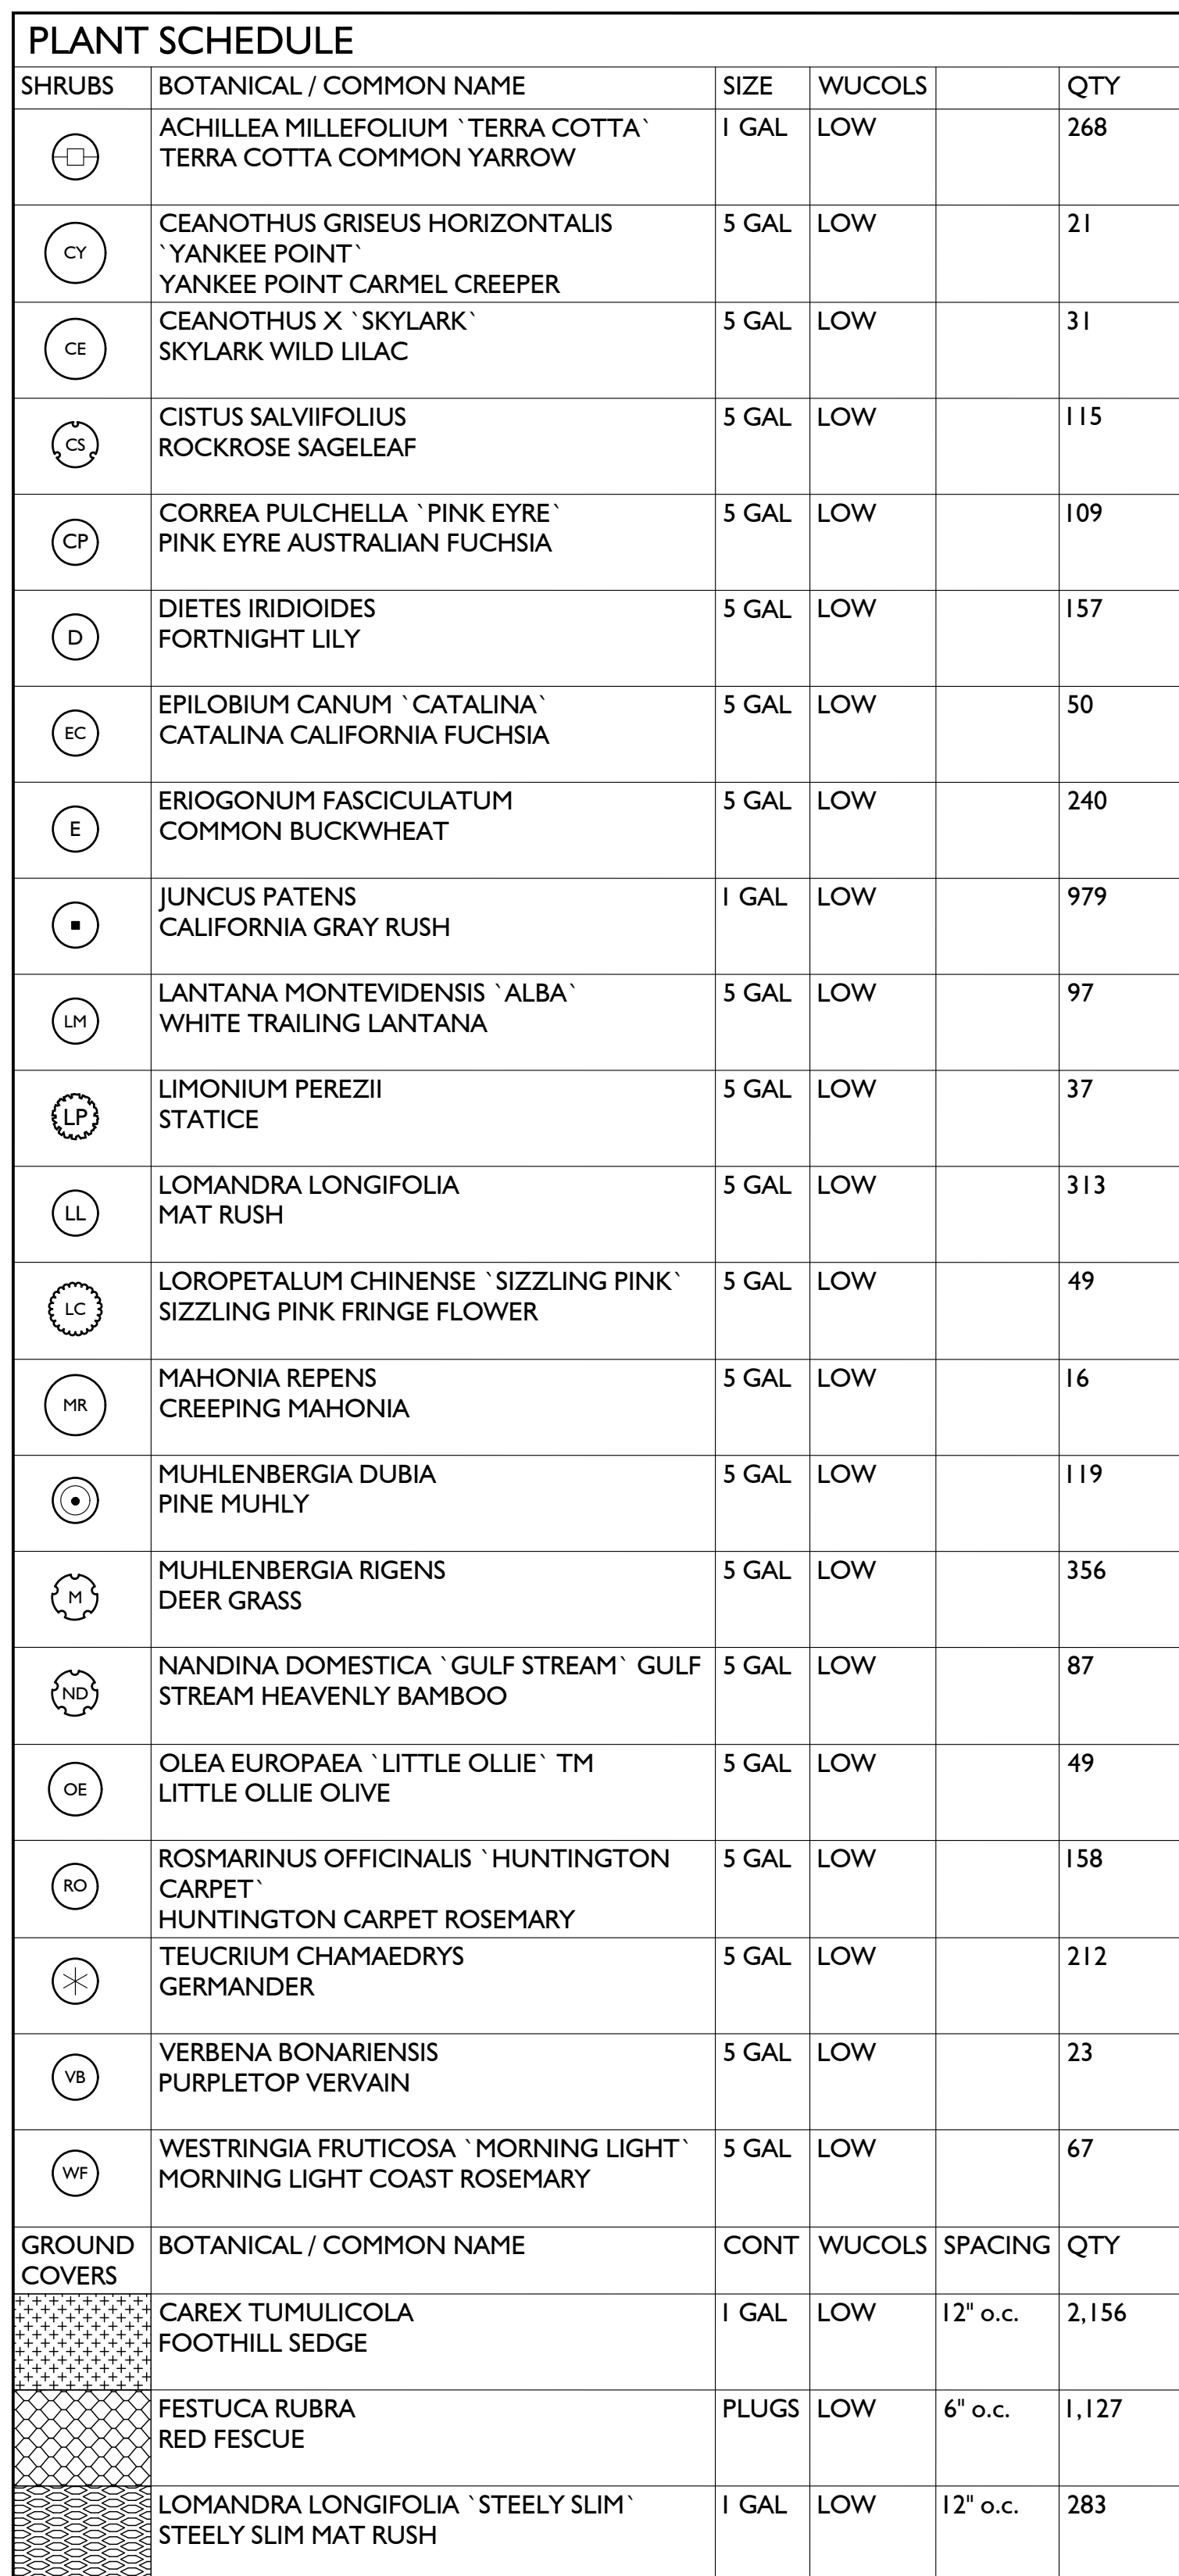 PLANT SCHEDULE
SHRUBS BOTANICAL / COMMON NAME SIZE WUCOLS QTY
ACHILLEA MILLEFOLIUM `TERRA COTTA` 1 GAL LOW 268
TERRA COTTA COMMON YARROW
CY CEANOTHUS GRISEUS HORIZONTALIS 5 GAL LOW 21
`YANKEE POINT`
YANKEE POINT CARMEL CREEPER
CE CEANOTHUS X `SKYLARK` 5 GAL LOW 31
SKYLARK WILD LILAC
CS CISTUS SALVIIFOLIUS 5 GAL LOW 115
ROCKROSE SAGELEAF
CP CORREA PULCHELLA `PINK EYRE` 5 GAL LOW 109
PINK EYRE AUSTRALIAN FUCHSIA
D DIETES IRIDIOIDES 5 GAL LOW 157
FORTNIGHT LILY
EC EPILOBIUM CANUM `CATALINA` 5 GAL LOW 50
CATALINA CALIFORNIA FUCHSIA
E ERIOGONUM FASCICULATUM 5 GAL LOW 240
COMMON BUCKWHEAT
JUNCUS PATENS 1 GAL LOW 979
CALIFORNIA GRAY RUSH
LM LANTANA MONTEVIDENSIS `ALBA` 5 GAL LOW 97
WHITE TRAILING LANTANA
LP LIMONIUM PEREZII 5 GAL LOW 37
STATICE
LL LOMANDRA LONGIFOLIA 5 GAL LOW 313
MAT RUSH
LC LOROPETALUM CHINENSE `SIZZLING PINK` 5 GAL LOW 49
SIZZLING PINK FRINGE FLOWER
MR MAHONIA REPENS 5 GAL LOW 16
CREEPING MAHONIA
MUHLENBERGIA DUBIA 5 GAL LOW 119
PINE MUHLY
M MUHLENBERGIA RIGENS 5 GAL LOW 356
DEER GRASS
ND NANDINA DOMESTICA `GULF STREAM` GULF 5 GAL LOW 87
STREAM HEAVENLY BAMBOO
OE OLEA EUROPAEA `LITTLE OLLIE` TM 5 GAL LOW 49
LITTLE OLLIE OLIVE
RO ROSMARINUS OFFICINALIS `HUNTINGTON 5 GAL LOW 158
CARPET`
HUNTINGTON CARPET ROSEMARY
TEUCRIUM CHAMAEDRYS 5 GAL LOW 212
GERMANDER
VB VERBENA BONARIENSIS 5 GAL LOW 23
PURPLETOP VERVAIN
WF WESTRINGIA FRUTICOSA `MORNING LIGHT` 5 GAL LOW 67
MORNING LIGHT COAST ROSEMARY
GROUND BOTANICAL / COMMON NAME CONT WUCOLS SPACING QTY
COVERS
CAREX TUMULICOLA 1 GAL LOW 12" o.c. 2,156
FOOTHILL SEDGE
FESTUCA RUBRA PLUGS LOW 6" o.c. 1,127
RED FESCUE
LOMANDRA LONGIFOLIA `STEELY SLIM` 1 GAL LOW 12" o.c. 283
STEELY SLIM MAT RUSH